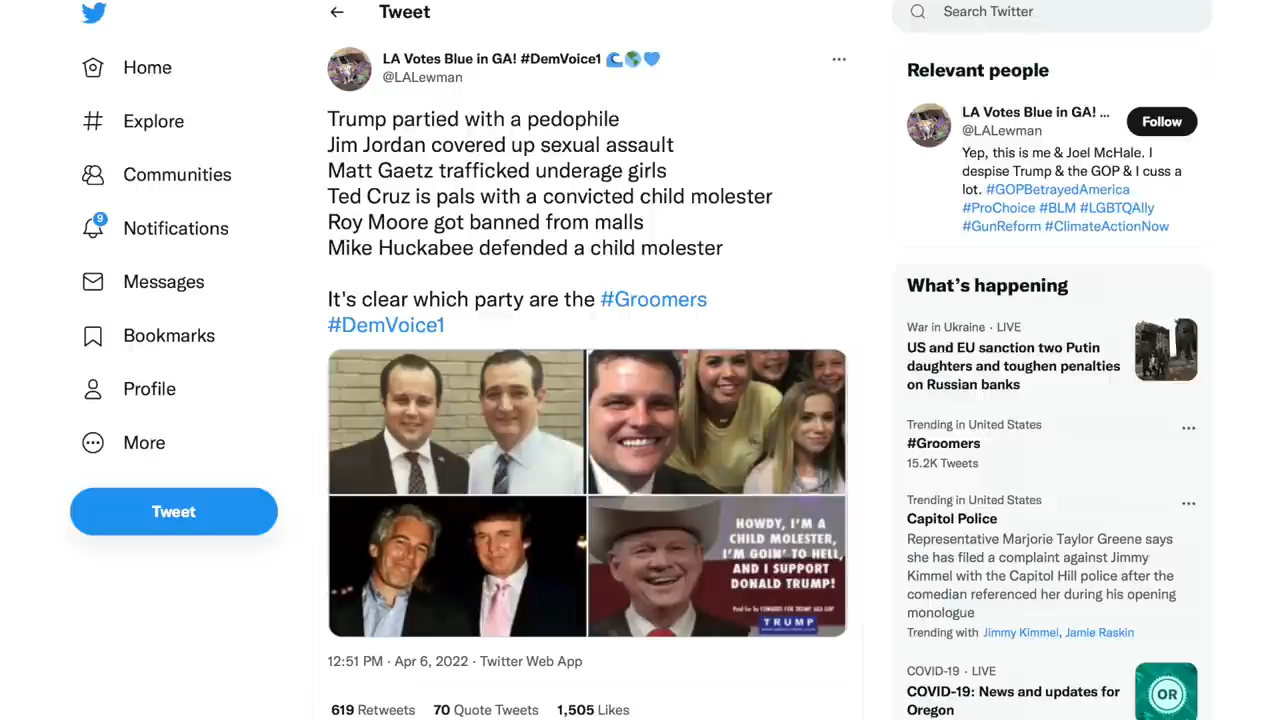 Tweet
Search Twitter
Home
Explore
Communities
9
Notifications
Messages
Bookmarks
Profile
More
Tweet
LA Votes Blue in GA! #DemVoice1 🌊🌎💙
@LALewman
Trump partied with a pedophile
Jim Jordan covered up sexual assault
Matt Gaetz trafficked underage girls
Ted Cruz is pals with a convicted child molester
Roy Moore got banned from malls
Mike Huckabee defended a child molester
It's clear which party are the #Groomers
#DemVoice1
HOWDY, I'M A
CHILD MOLESTER,
I'M GOIN' TO HELL,
AND I SUPPORT
DONALD TRUMP!
TRUMP
12:51 PM · Apr 6, 2022 · Twitter Web App
619 Retweets 70 Quote Tweets 1,505 Likes
Relevant people
LA Votes Blue in GA! ...
@LALewman
Follow
Yep, this is me & Joel McHale. I
despise Trump & the GOP & I cuss a
lot. #GOPBetrayedAmerica
#ProChoice #BLM #LGBTQAlly
#GunReform #ClimateActionNow
What's happening
War in Ukraine · LIVE
US and EU sanction two Putin
daughters and toughen penalties
on Russian banks
Trending in United States
#Groomers
15.2K Tweets
Trending in United States
Capitol Police
Representative Marjorie Taylor Greene says
she has filed a complaint against Jimmy
Kimmel with the Capitol Hill police after the
comedian referenced her during his opening
monologue
Trending with Jimmy Kimmel, Jamie Raskin
COVID-19 · LIVE
COVID-19: News and updates for
Oregon
OR